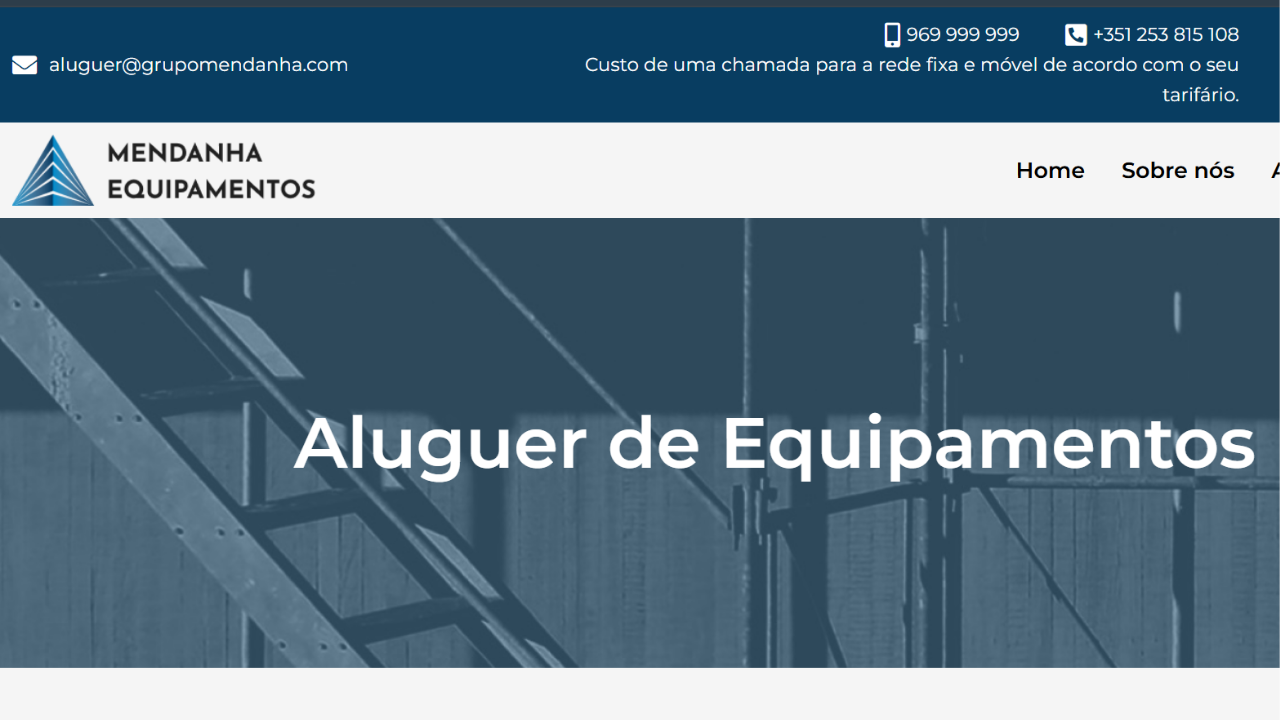 969 999 999 +351 253 815 108
aluguer@grupomendanha.com
Custo de uma chamada para a rede fixa e móvel de acordo com o seu
tarifário.
MENDANHA
EQUIPAMENTOS
Home Sobre nós
Aluguer de Equipamentos